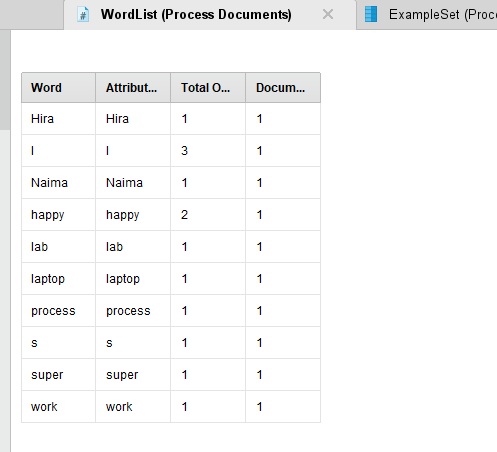 WordList (Process Documents) ExampleSet (Proc
Word Attribut... Total O... Docum...
Hira Hira 1 1
I I 3 1
Naima Naima 1 1
happy happy 2 1
lab lab 1 1
laptop laptop 1 1
process process 1 1
s s 1 1
super super 1 1
work work 1 1